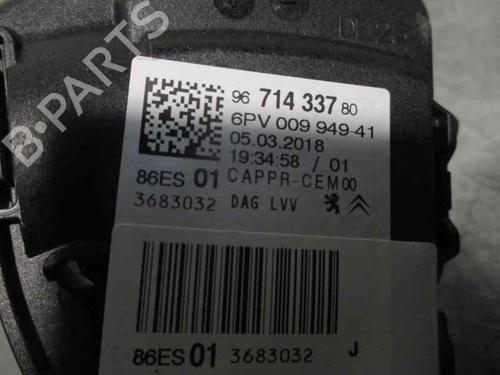 96 714 337 80
6PV 009 949-41
05.03.2018
19:34:58 / 01
86ES 01 CAPPR-CEM00
3683032 DAG LVV
86ES 01 3683032 J